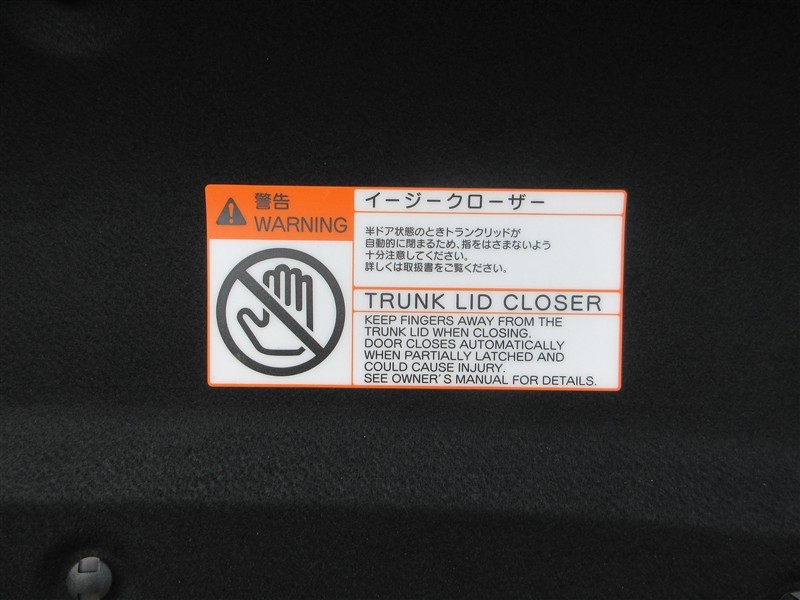 警告
WARNING
イージークローザー
半ドア状態のときトランクリッドが
自動的に閉まるため、指をはさまないよう
十分注意してください。
詳しくは取扱書をご覧ください。
TRUNK LID CLOSER
KEEP FINGERS AWAY FROM THE
TRUNK LID WHEN CLOSING.
DOOR CLOSES AUTOMATICALLY
WHEN PARTIALLY LATCHED AND
COULD CAUSE INJURY.
SEE OWNER'S MANUAL FOR DETAILS.